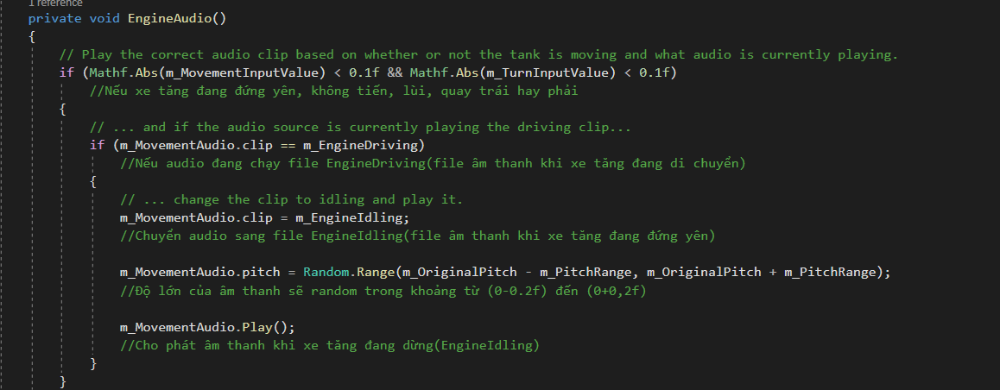 1 reference
private void EngineAudio()
{
// Play the correct audio clip based on whether or not the tank is moving and what audio is currently playing.
if (Mathf.Abs(m_MovementInputValue) < 0.1f && Mathf.Abs(m_TurnInputValue) < 0.1f)
//Nếu xe tăng đang đứng yên, không tiến, lùi, quay trái hay phải
{
// ... and if the audio source is currently playing the driving clip...
if (m_MovementAudio.clip == m_EngineDriving)
//Nếu audio đang chạy file EngineDriving(file âm thanh khi xe tăng đang di chuyển)
{
// ... change the clip to idling and play it.
m_MovementAudio.clip = m_EngineIdling;
//Chuyển audio sang file EngineIdling(file âm thanh khi xe tăng đang đứng yên)
m_MovementAudio.pitch = Random.Range(m_OriginalPitch - m_PitchRange, m_OriginalPitch + m_PitchRange);
//Độ lớn của âm thanh sẽ random trong khoảng từ (0-0.2f) đến (0+0,2f)
m_MovementAudio.Play();
//Cho phát âm thanh khi xe tăng đang dừng(EngineIdling)
}
}